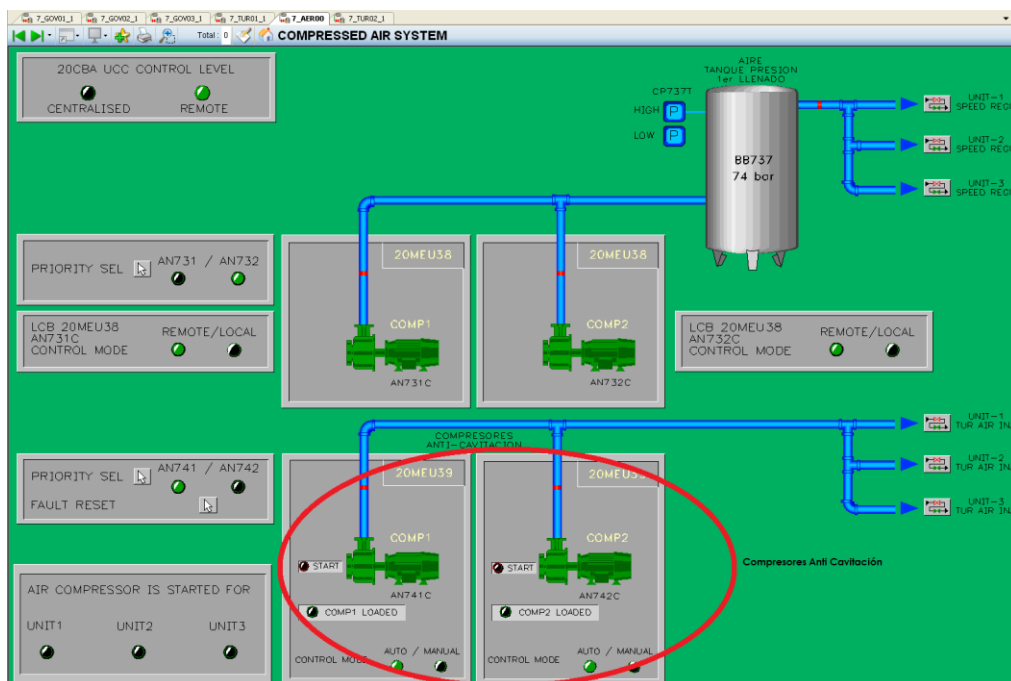 7_GOV01_1 7_GOV02_1 7_GOV03_1 7_TUR01_1 7_AER00 7_TUR02_1
Total: 0 COMPRESSED AIR SYSTEM
20CBA UCC CONTROL LEVEL
CENTRALISED REMOTE
AIRE
TANQUE PRESION
1er LLENADO
CP737T
HIGH P
LOW P
BB737
74 bar
UNIT-1
SPEED REG
UNIT-2
SPEED REG
UNIT-3
SPEED REG
PRIORITY SEL AN731 / AN732
LCB 20MEU38
AN731C
CONTROL MODE
REMOTE/LOCAL
20MEU38
COMP1
AN731C
20MEU38
COMP2
AN732C
LCB 20MEU38
AN732C
CONTROL MODE
REMOTE/LOCAL
COMPRESORES
ANTI-CAVITACION
UNIT-1
TUR AIR IN
UNIT-2
TUR AIR IN
UNIT-3
TUR AIR IN
PRIORITY SEL AN741 / AN742
FAULT RESET
20MEU39
COMP1
START
AN741C
COMP1 LOADED
CONTROL MODE AUTO / MANUAL
COMP2
START
AN742C
COMP2 LOADED
CONTROL MODE AUTO / MANUAL
Compresores Anti Cavitación
AIR COMPRESSOR IS STARTED FOR
UNIT1 UNIT2 UNIT3